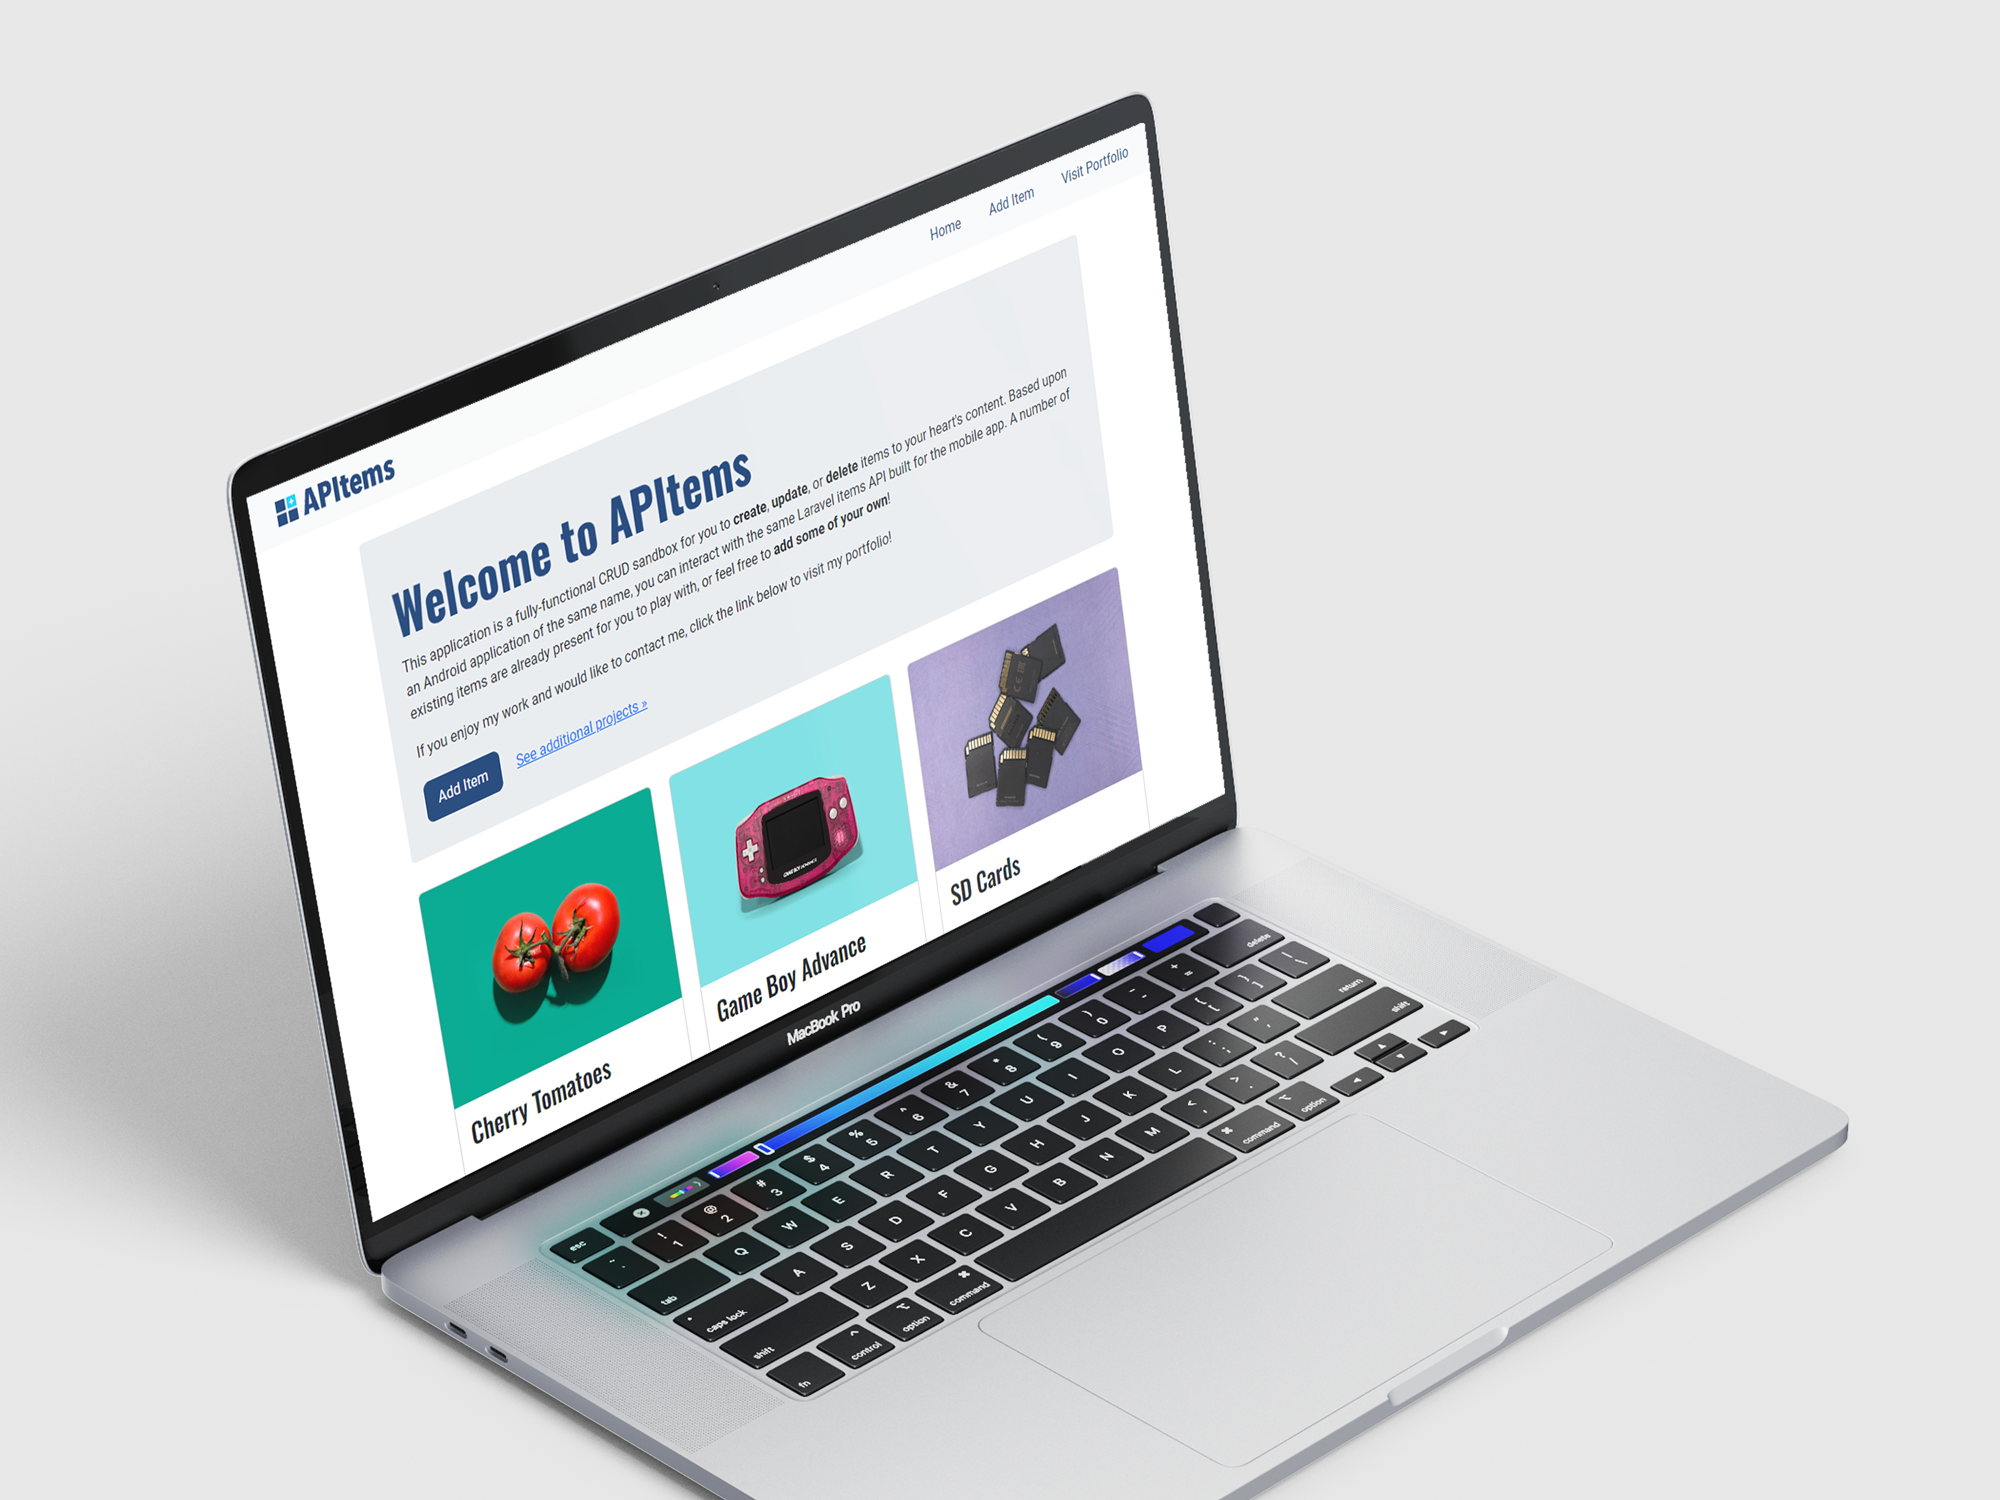 APItems
Home
Add Item
Visit Portfolio
Welcome to APItems
This application is a fully-functional CRUD sandbox for you to create, update, or delete items to your heart's content. Based upon
an Android application of the same name, you can interact with the same Laravel items API built for the mobile app. A number of
existing items are already present for you to play with, or feel free to add some of your own!
If you enjoy my work and would like to contact me, click the link below to visit my portfolio!
Add Item
See additional projects »
GAME BOY ADVANCE
Cherry Tomatoes
Game Boy Advance
SD Cards
MacBook Pro
esc
~ `
! 1
@ 2
# 3
$ 4
% 5
^ 6
& 7
* 8
( 9
) 0
- -
+ =
delete
tab
Q
W
E
R
T
Y
U
I
O
P
{ [
} ]
| \
caps lock
A
S
D
F
G
H
J
K
L
: ;
" '
return
shift
Z
X
C
V
B
N
M
< ,
> .
? /
shift
fn
^ control
⌥ option
⌘ command
⌘ command
⌥ option
◀
▲
▼
▶